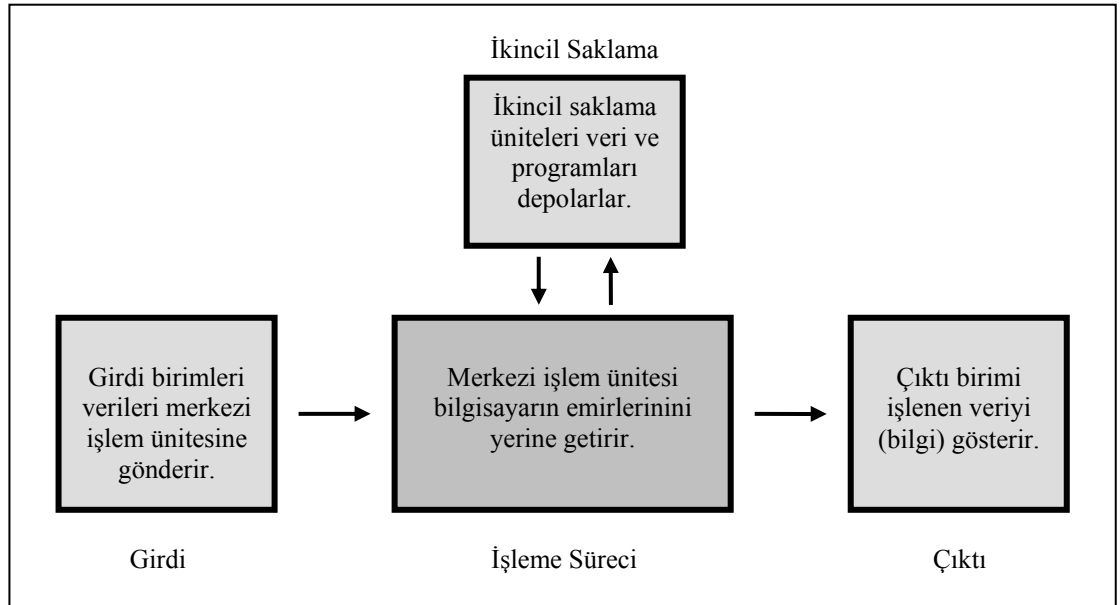 İkincil Saklama
İkincil saklama
üniteleri veri ve
programları
depolarlar.
Girdi birimleri
verileri merkezi
işlem ünitesine
gönderir.
Merkezi işlem ünitesi
bilgisayarın emirlerinini
yerine getirir.
Çıktı birimi
işlenen veriyi
(bilgi) gösterir.
Girdi
İşleme Süreci
Çıktı